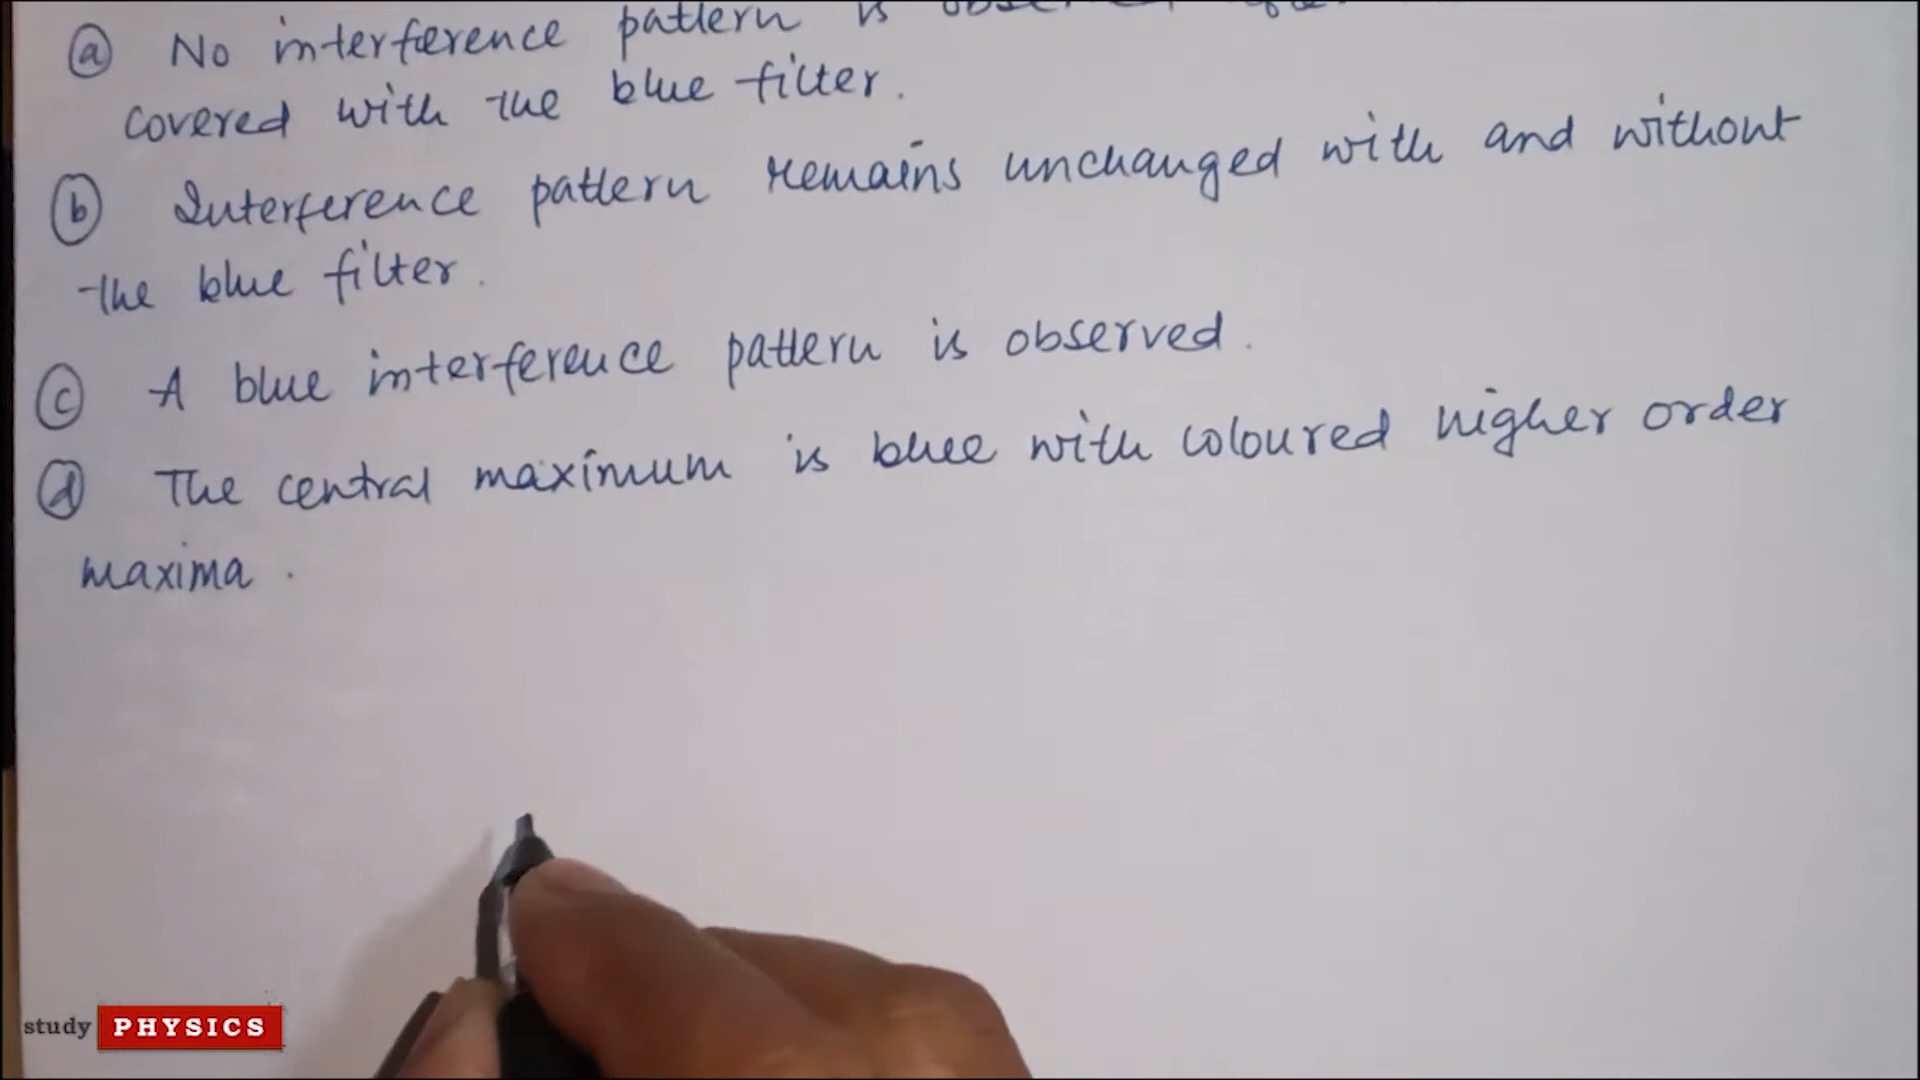 ⓐ No interference pattern is
covered with the blue filter.
ⓑ Interference pattern remains unchanged with and without
the blue filter.
ⓒ A blue interference pattern is observed.
ⓓ The central maximum is blue with coloured higher order
maxima.
study PHYSICS